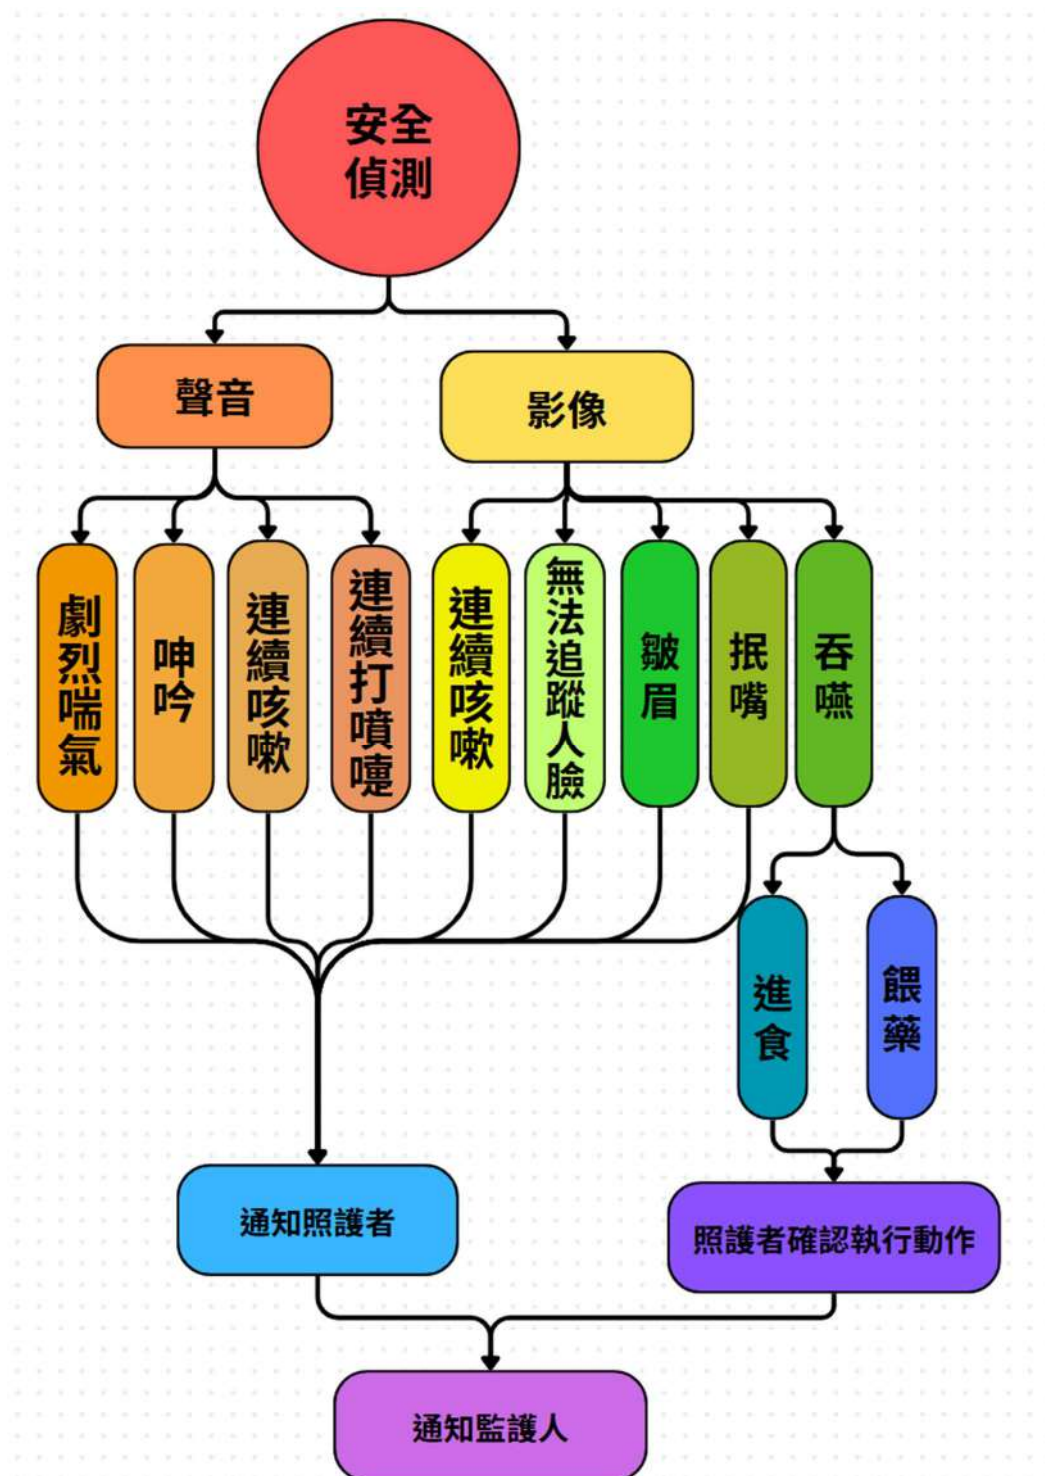 安全
偵測
聲音
影像
劇烈喘氣
呻吟
連續咳嗽
連續打噴嚏
連續咳嗽
無法追蹤人臉
皺眉
抿嘴
吞嚥
進食
餵藥
通知照護者
照護者確認執行動作
通知監護人